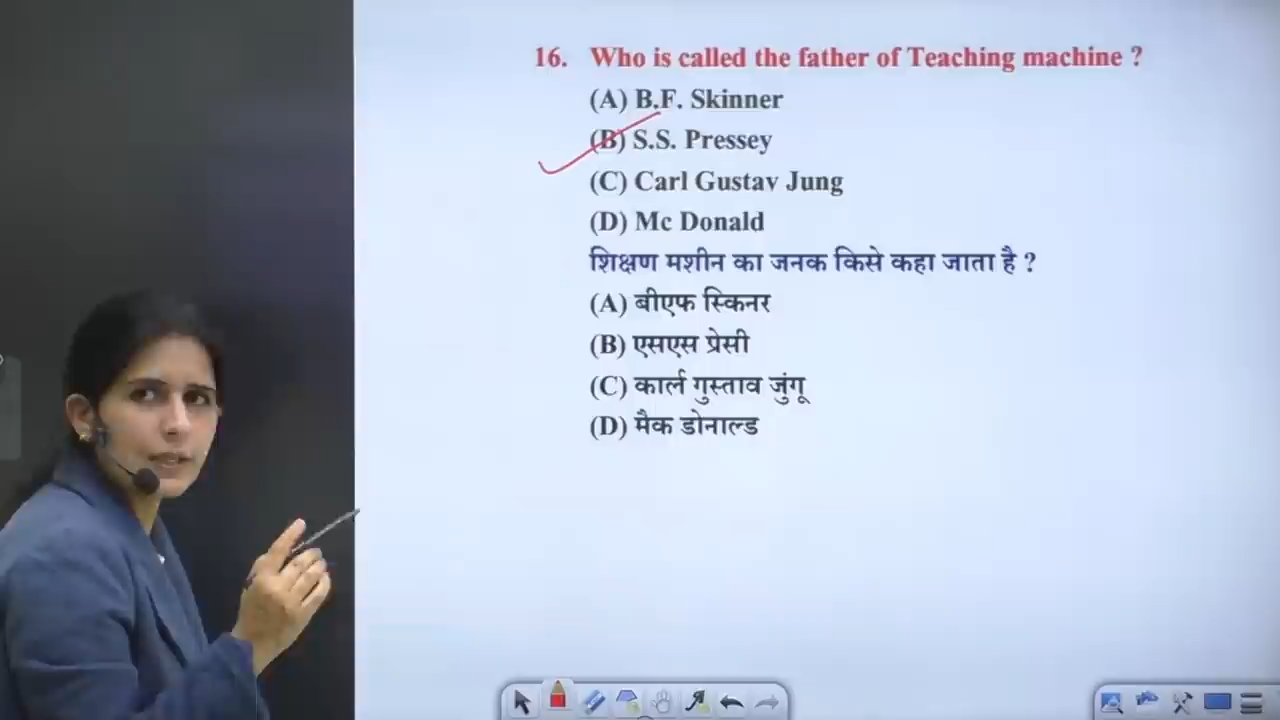 16. Who is called the father of Teaching machine ?
(A) B.F. Skinner
(B) S.S. Pressey
(C) Carl Gustav Jung
(D) Mc Donald
शिक्षण मशीन का जनक किसे कहा जाता है ?
(A) बीएफ स्किनर
(B) एसएस प्रेसी
(C) कार्ल गुस्ताव जुंगू
(D) मैक डोनाल्ड